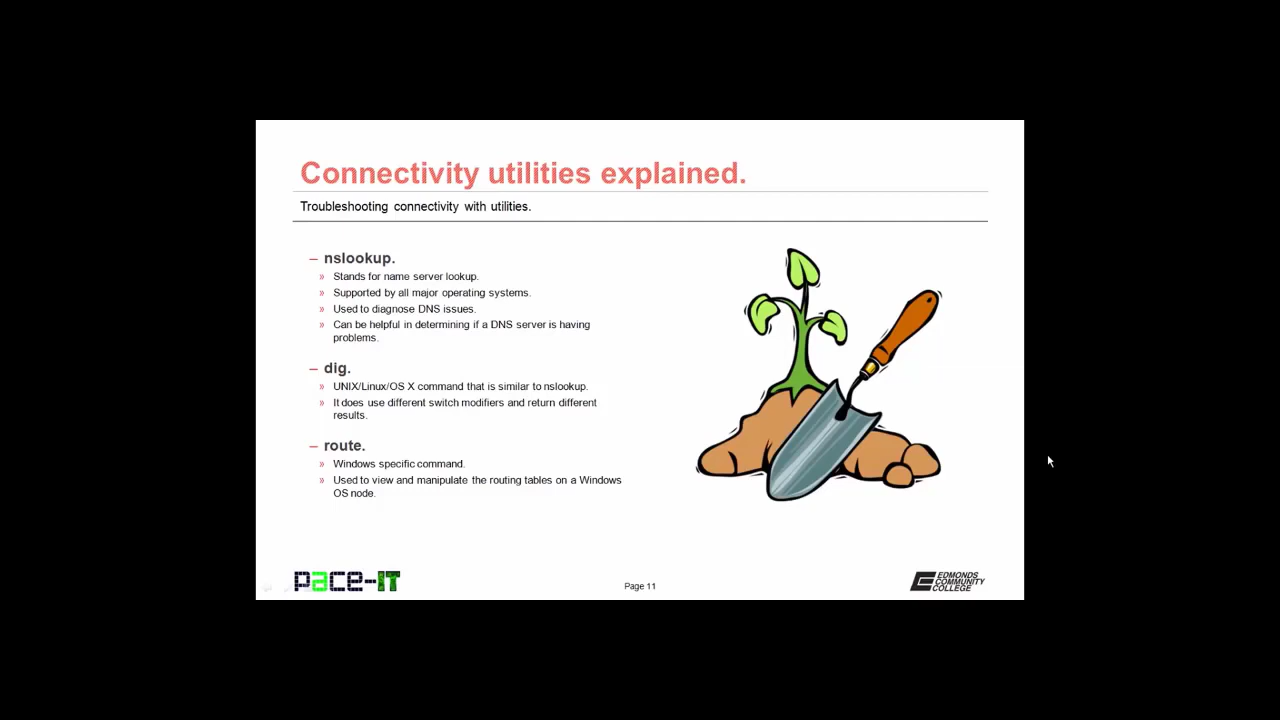 Connectivity utilities explained.
Troubleshooting connectivity with utilities.
– nslookup.
» Stands for name server lookup.
» Supported by all major operating systems.
» Used to diagnose DNS issues.
» Can be helpful in determining if a DNS server is having
problems.
– dig.
» UNIX/Linux/OS X command that is similar to nslookup.
» It does use different switch modifiers and return different
results.
– route.
» Windows specific command.
» Used to view and manipulate the routing tables on a Windows
OS node.
pace-IT
Page 11
EDMONDS
COMMUNITY
COLLEGE